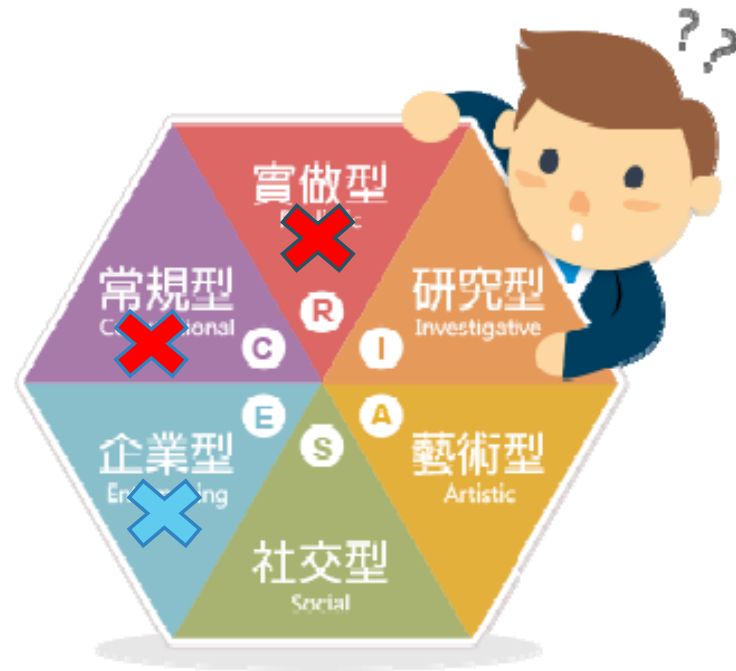 ??
實做型
R
研究型
Investigative
I
藝術型
Artistic
A
社交型
Social
S
企業型
E
常規型
C